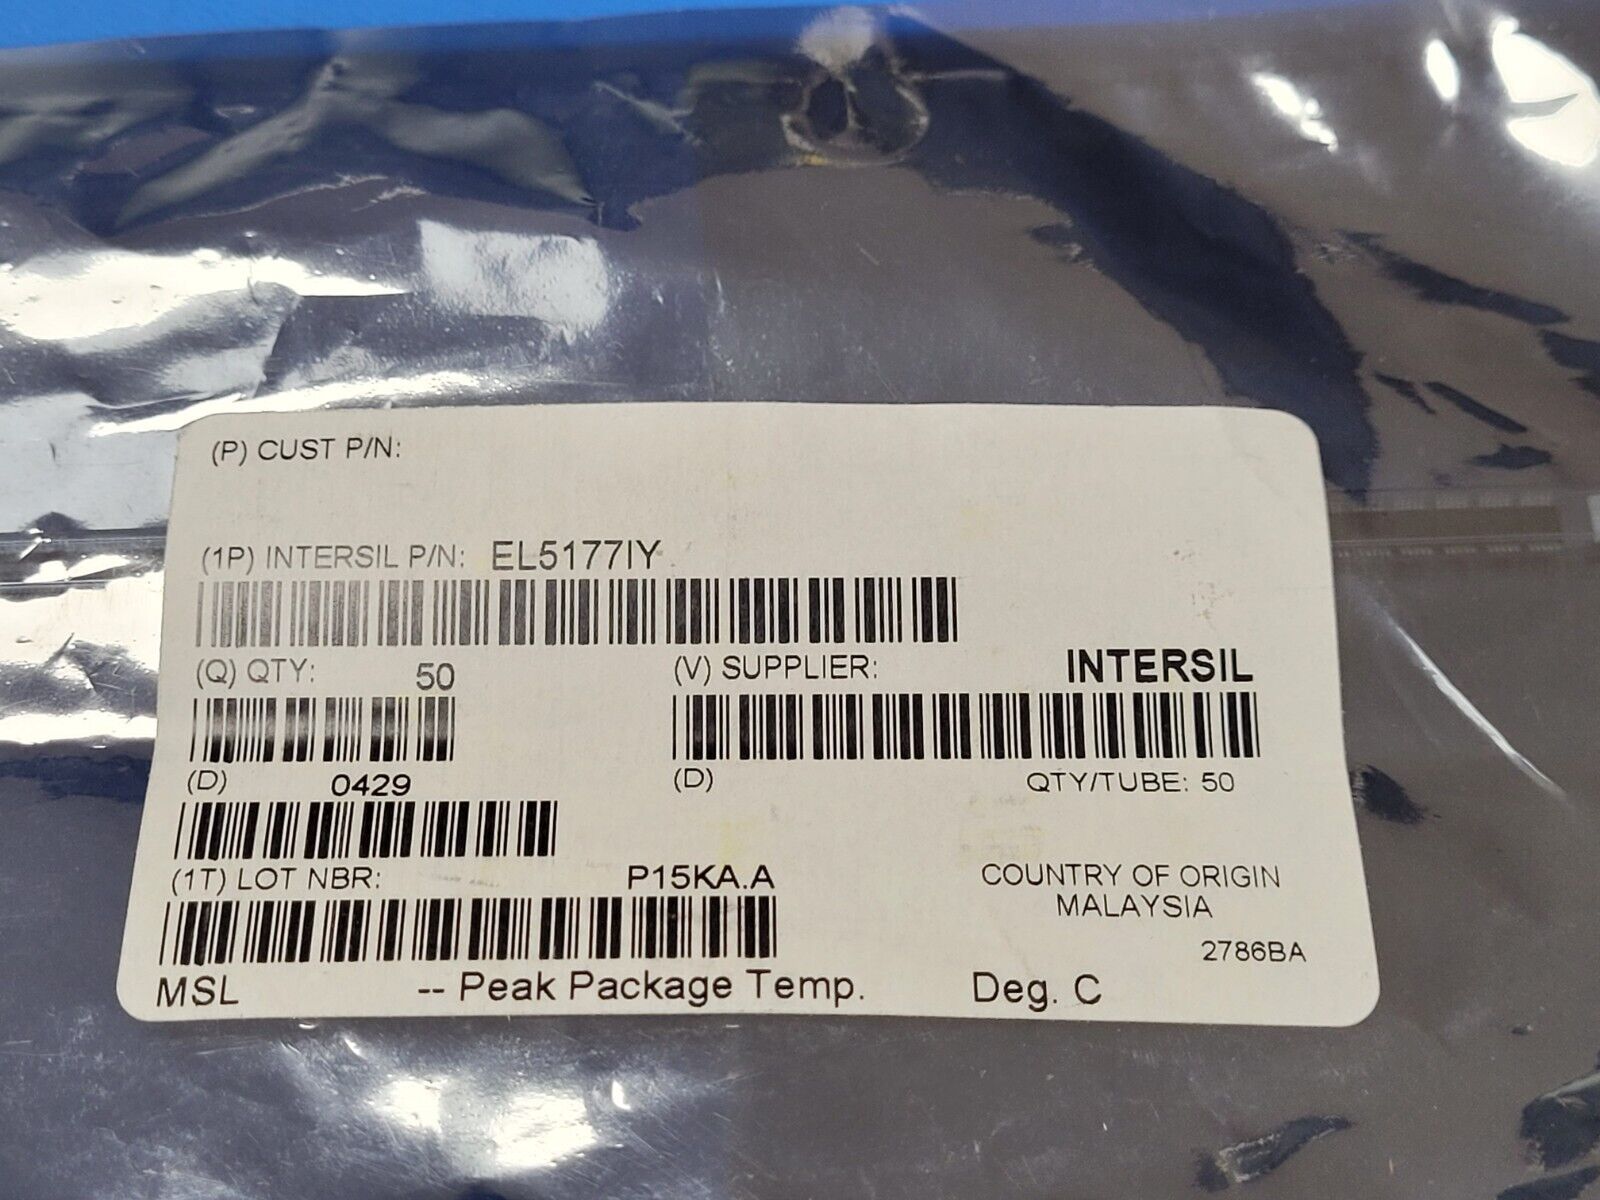 (P) CUST P/N:
(1P) INTERSIL P/N: EL5177IY
(Q) QTY: 50
(V) SUPPLIER: INTERSIL
(D) 0429
(D) QTY/TUBE: 50
(1T) LOT NBR: P15KA.A
COUNTRY OF ORIGIN
MALAYSIA
2786BA
MSL -- Peak Package Temp. Deg. C